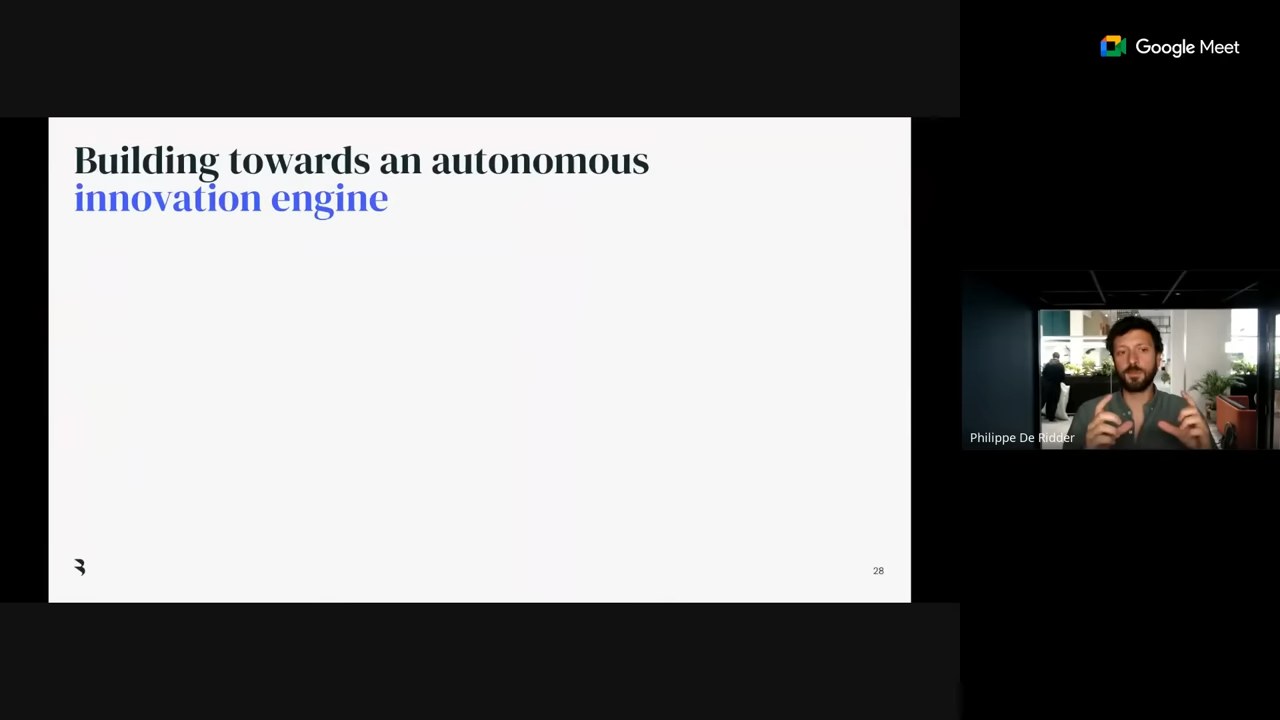 Google Meet
Building towards an autonomous
innovation engine
Philippe De Ridder
28